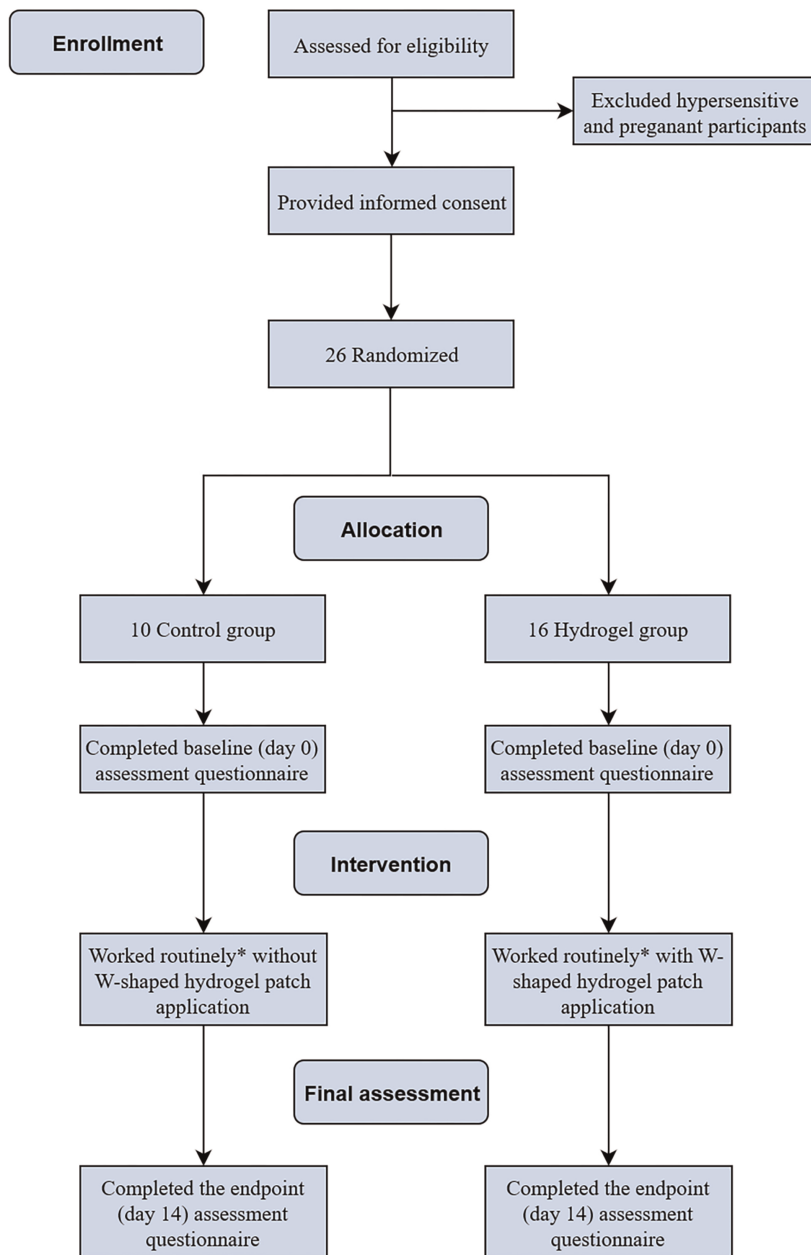 Enrollment
Assessed for eligibility
Excluded hypersensitive
and preganant participants
Provided informed consent
26 Randomized
Allocation
10 Control group
16 Hydrogel group
Completed baseline (day 0)
assessment questionnaire
Completed baseline (day 0)
assessment questionnaire
Intervention
Worked routinely* without
W-shaped hydrogel patch
application
Worked routinely* with W-
shaped hydrogel patch
application
Final assessment
Completed the endpoint
(day 14) assessment
questionnaire
Completed the endpoint
(day 14) assessment
questionnaire